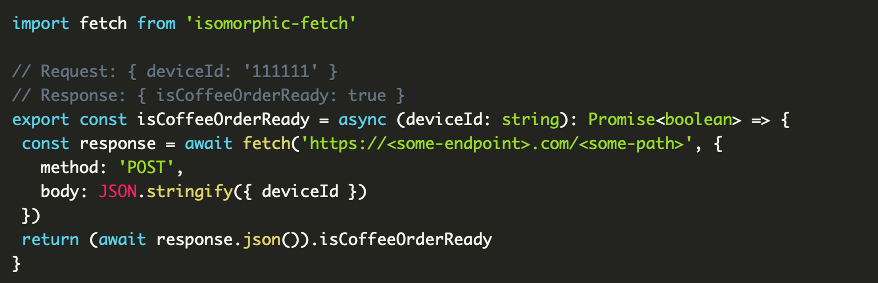 import fetch from 'isomorphic-fetch'

// Request: { deviceId: '111111' }
// Response: { isCoffeeOrderReady: true }
export const isCoffeeOrderReady = async (deviceId: string): Promise<boolean> => {
 const response = await fetch('https://<some-endpoint>.com/<some-path>', {
   method: 'POST',
   body: JSON.stringify({ deviceId })
 })
 return (await response.json()).isCoffeeOrderReady
}